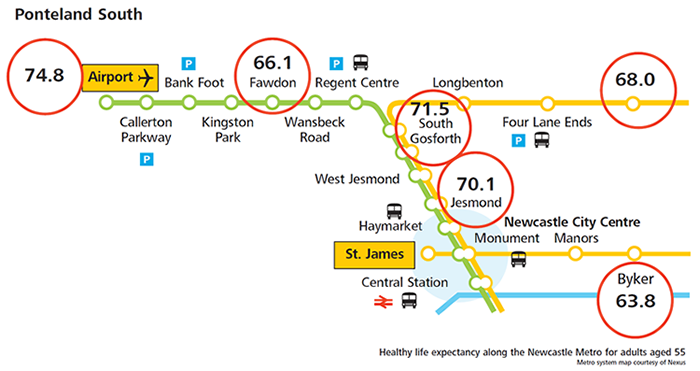 Ponteland South
74.8
Airport
Bank Foot
66.1
Fawdon
P
Regent Centre
P
Longbenton
68.0
Callerton
Parkway
P
Kingston
Park
Wansbeck
Road
71.5
South
Gosforth
Four Lane Ends
P
West Jesmond
70.1
Jesmond
Haymarket
Newcastle City Centre
Monument
Manors
St. James
Central Station
Byker
63.8
Healthy life expectancy along the Newcastle Metro for adults aged 55
Metro system map courtesy of Nexus